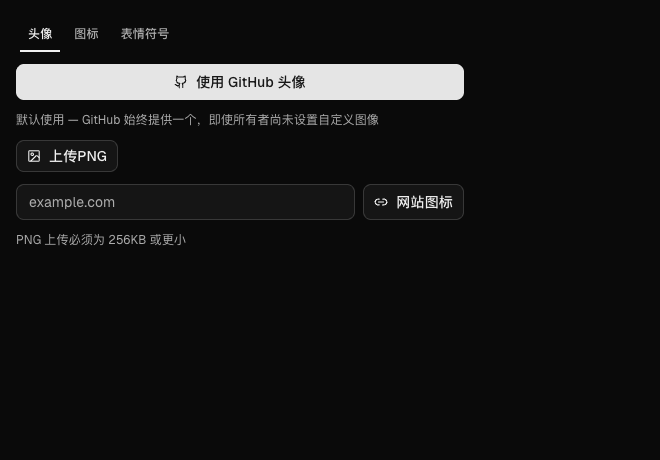 头像 图标 表情符号
使用 GitHub 头像
默认使用 — GitHub 始终提供一个，即使所有者尚未设置自定义图像
上传PNG
example.com 网站图标
PNG 上传必须为 256KB 或更小